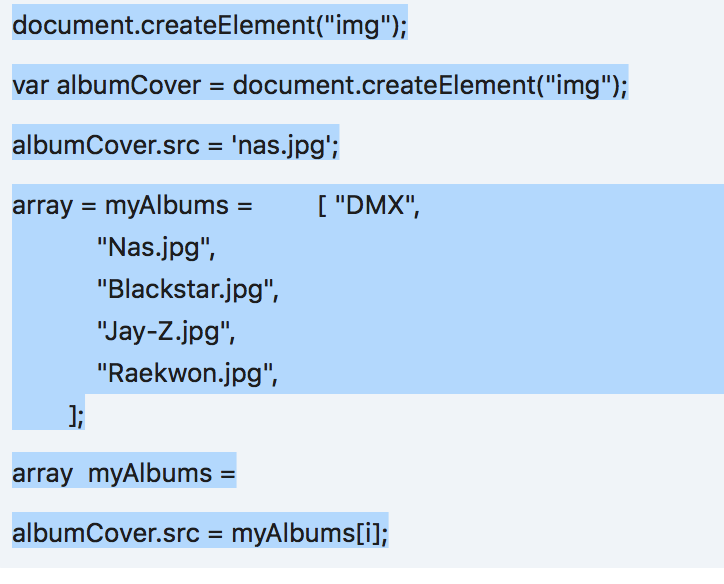 document.createElement("img");
var albumCover = document.createElement("img");
albumCover.src = 'nas.jpg';
array = myAlbums = [ "DMX",
"Nas.jpg",
"Blackstar.jpg",
"Jay-Z.jpg",
"Raekwon.jpg",
];
array myAlbums =
albumCover.src = myAlbums[i];